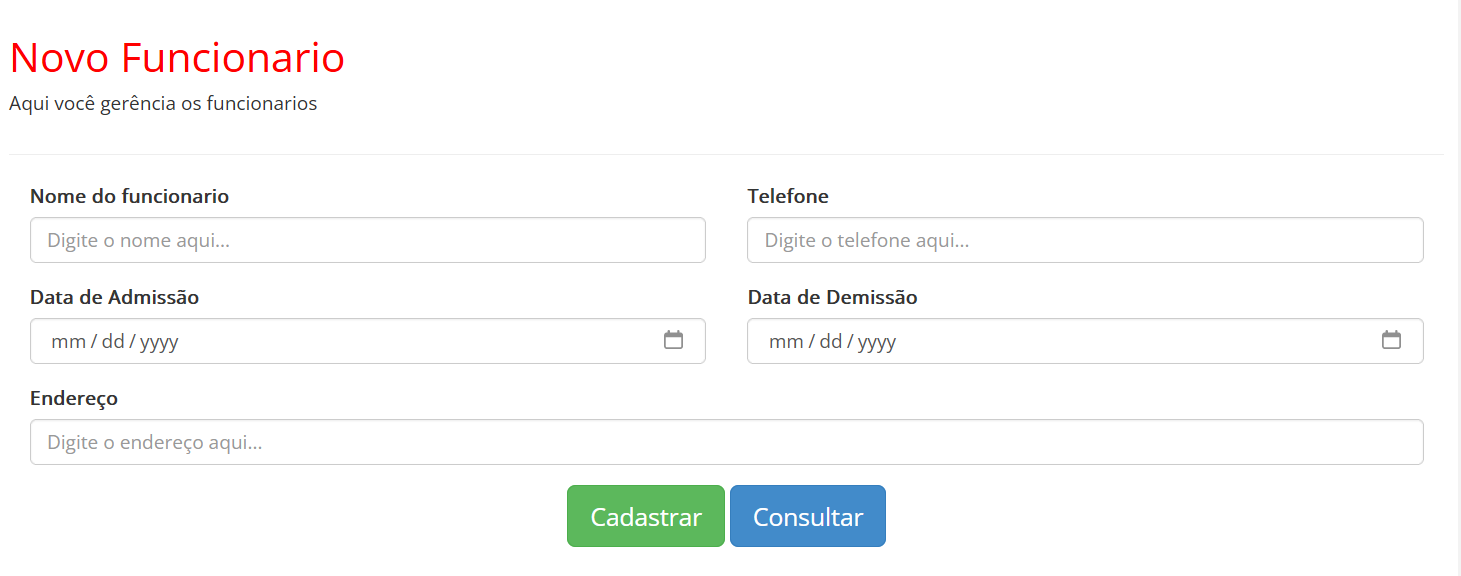 Novo Funcionario
Aqui você gerência os funcionarios
Nome do funcionario
Telefone
Digite o nome aqui...
Digite o telefone aqui...
Data de Admissão
Data de Demissão
mm / dd / yyyy
mm / dd / yyyy
Endereço
Digite o endereço aqui...
Cadastrar
Consultar